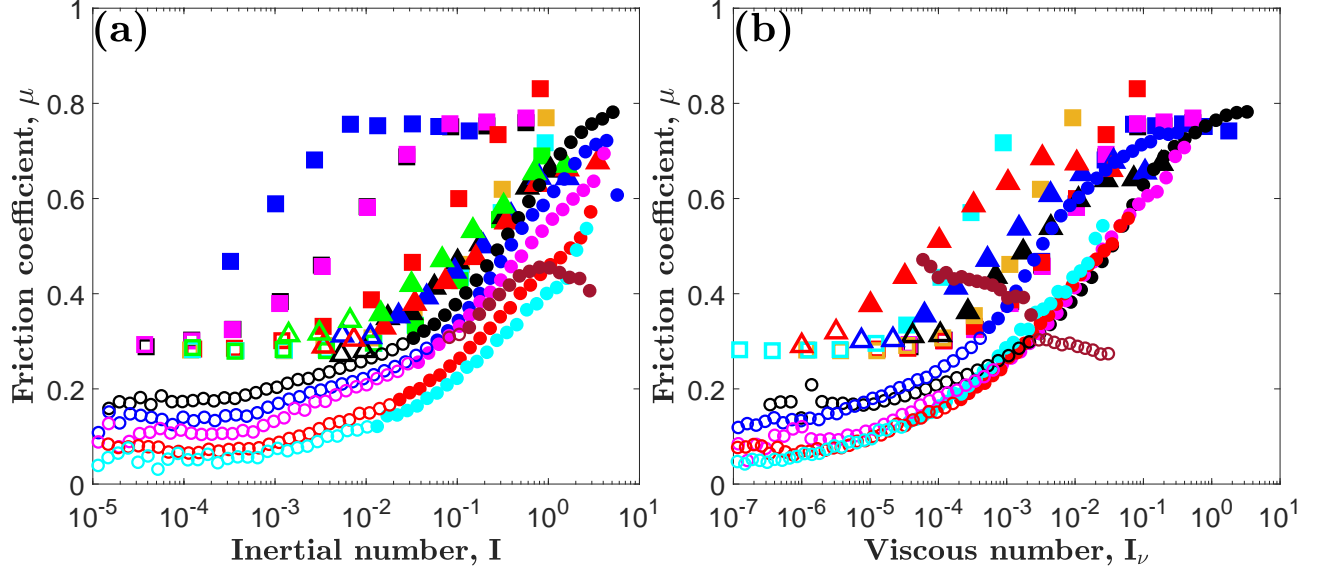 (a)
Friction coefficient, μ
1
0.8
0.6
0.4
0.2
0
10^-5 10^-4 10^-3 10^-2 10^-1 10^0 10^1
Inertial number, I
(b)
Friction coefficient, μ
1
0.8
0.6
0.4
0.2
0
10^-7 10^-6 10^-5 10^-4 10^-3 10^-2 10^-1 10^0 10^1
Viscous number, I_ν